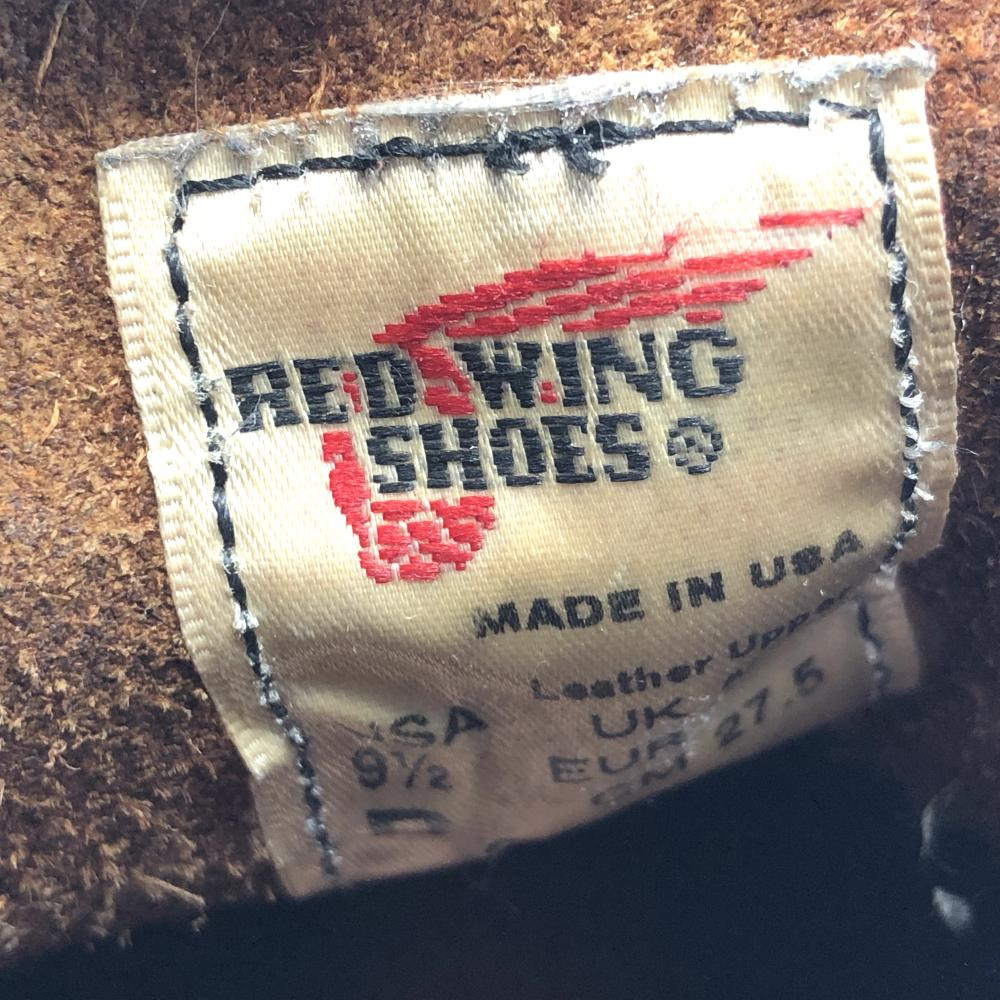 RED WING
SHOES®
MADE IN USA
Leather Upper
USA
9½
D
UK
EUR
CM 27.5